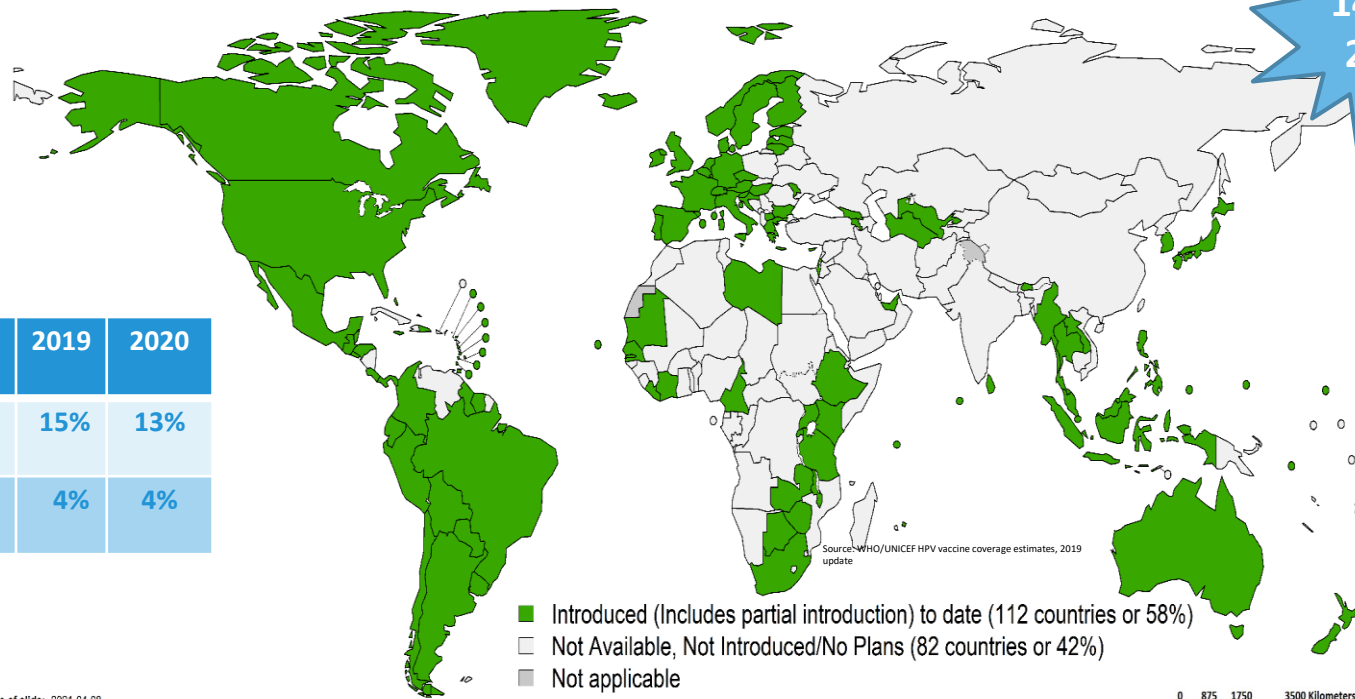 2019 2020
15% 13%
4% 4%
Source: WHO/UNICEF HPV vaccine coverage estimates, 2019
update
Introduced (Includes partial introduction) to date (112 countries or 58%)
Not Available, Not Introduced/No Plans (82 countries or 42%)
Not applicable
0 875 1750 3500 Kilometers